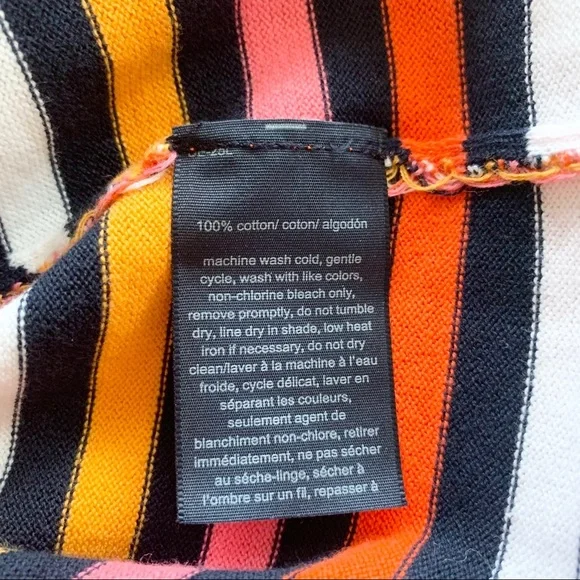 100% cotton/ coton/ algodón
machine wash cold, gentle
cycle, wash with like colors,
non-chlorine bleach only,
remove promptly, do not tumble
dry, line dry in shade, low heat
iron if necessary, do not dry
clean/laver à la machine à l'eau
froide, cycle délicat, laver en
séparant les couleurs,
seulement agent de
blanchiment non-chlore, retirer
immédiatement, ne pas sécher
au séche-linge, sécher à
l'ombre sur un fil, repasser à